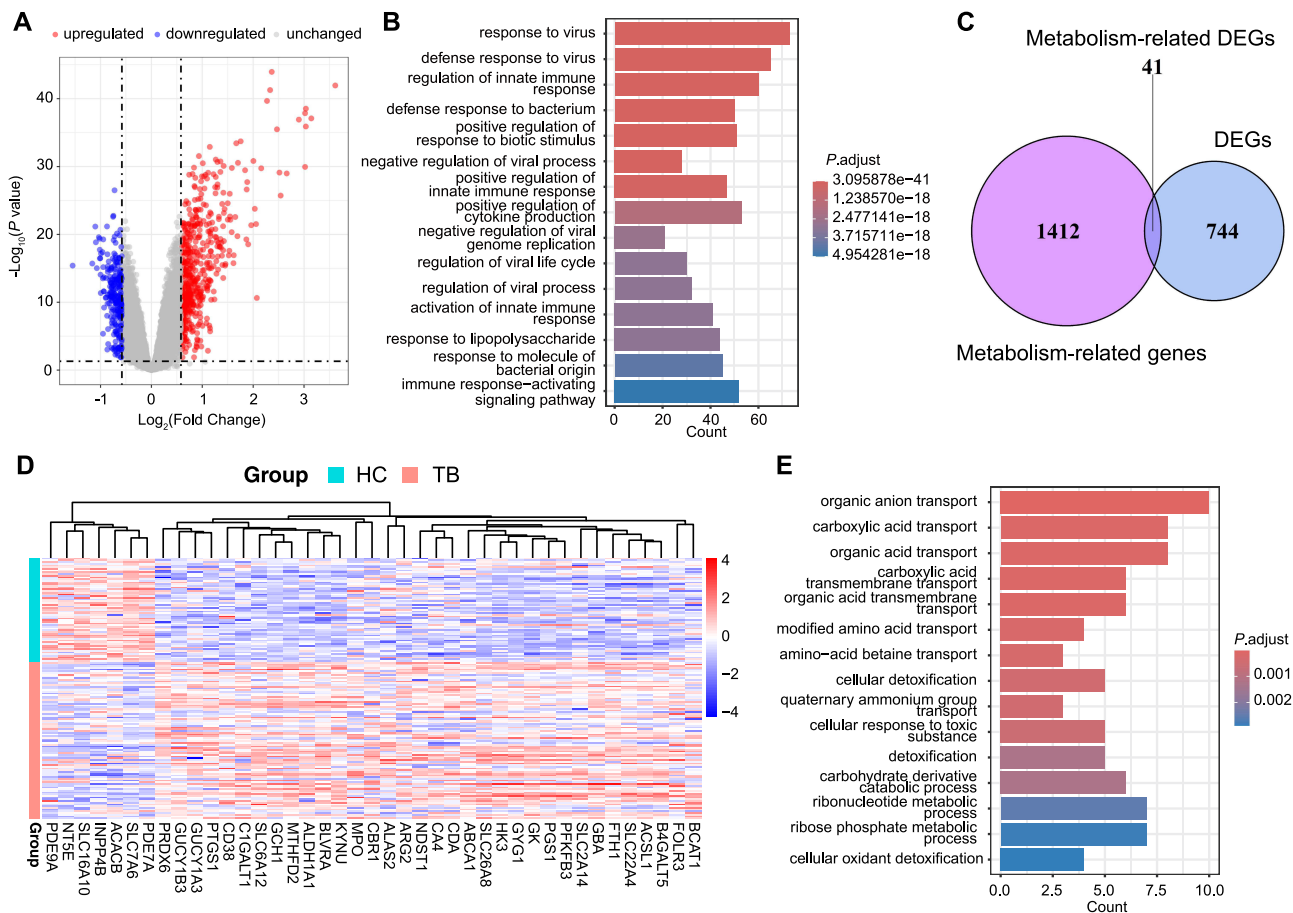 A
upregulated
downregulated
unchanged
-Log10(P value)
40
30
20
10
0
-1
0
1
2
3
Log2(Fold Change)
B
response to virus
defense response to virus
regulation of innate immune
response
defense response to bacterium
positive regulation of
response to biotic stimulus
negative regulation of viral process
positive regulation of
innate immune response
positive regulation of
cytokine production
negative regulation of viral
genome replication
regulation of viral life cycle
regulation of viral process
activation of innate immune
response
response to lipopolysaccharide
response to molecule of
bacterial origin
immune response−activating
signaling pathway
0
20
40
60
Count
P.adjust
3.095878e−41
1.238570e−18
2.477141e−18
3.715711e−18
4.954281e−18
C
Metabolism-related DEGs
41
DEGs
1412
744
Metabolism-related genes
D
Group
HC
TB
4
2
0
−2
−4
Group
PDE9A
NT5E
SLC16A10
INPP4B
ACACB
SLC7A6
PDE7A
PRDX6
GUCY1B3
GUCY1A3
PTGS1
CD38
C1GALT1
SLC6A12
GCH1
MTHFD2
ALDH1A1
BLVRA
KYNU
MPO
CBR1
ALAS2
ARG2
NDST1
CA4
CDA
ABCA1
SLC26A8
HK3
GYG1
GK
PGS1
PFKFB3
SLC2A14
GBA
FTH1
SLC22A4
ACSL1
B4GALT5
FOLR3
BCAT1
E
organic anion transport
carboxylic acid transport
organic acid transport
carboxylic acid
transmembrane transport
organic acid transmembrane
transport
modified amino acid transport
amino−acid betaine transport
cellular detoxification
quaternary ammonium group
transport
cellular response to toxic
substance
detoxification
carbohydrate derivative
catabolic process
ribonucleotide metabolic
process
ribose phosphate metabolic
process
cellular oxidant detoxification
0.0
2.5
5.0
7.5
10.0
Count
P.adjust
0.001
0.002